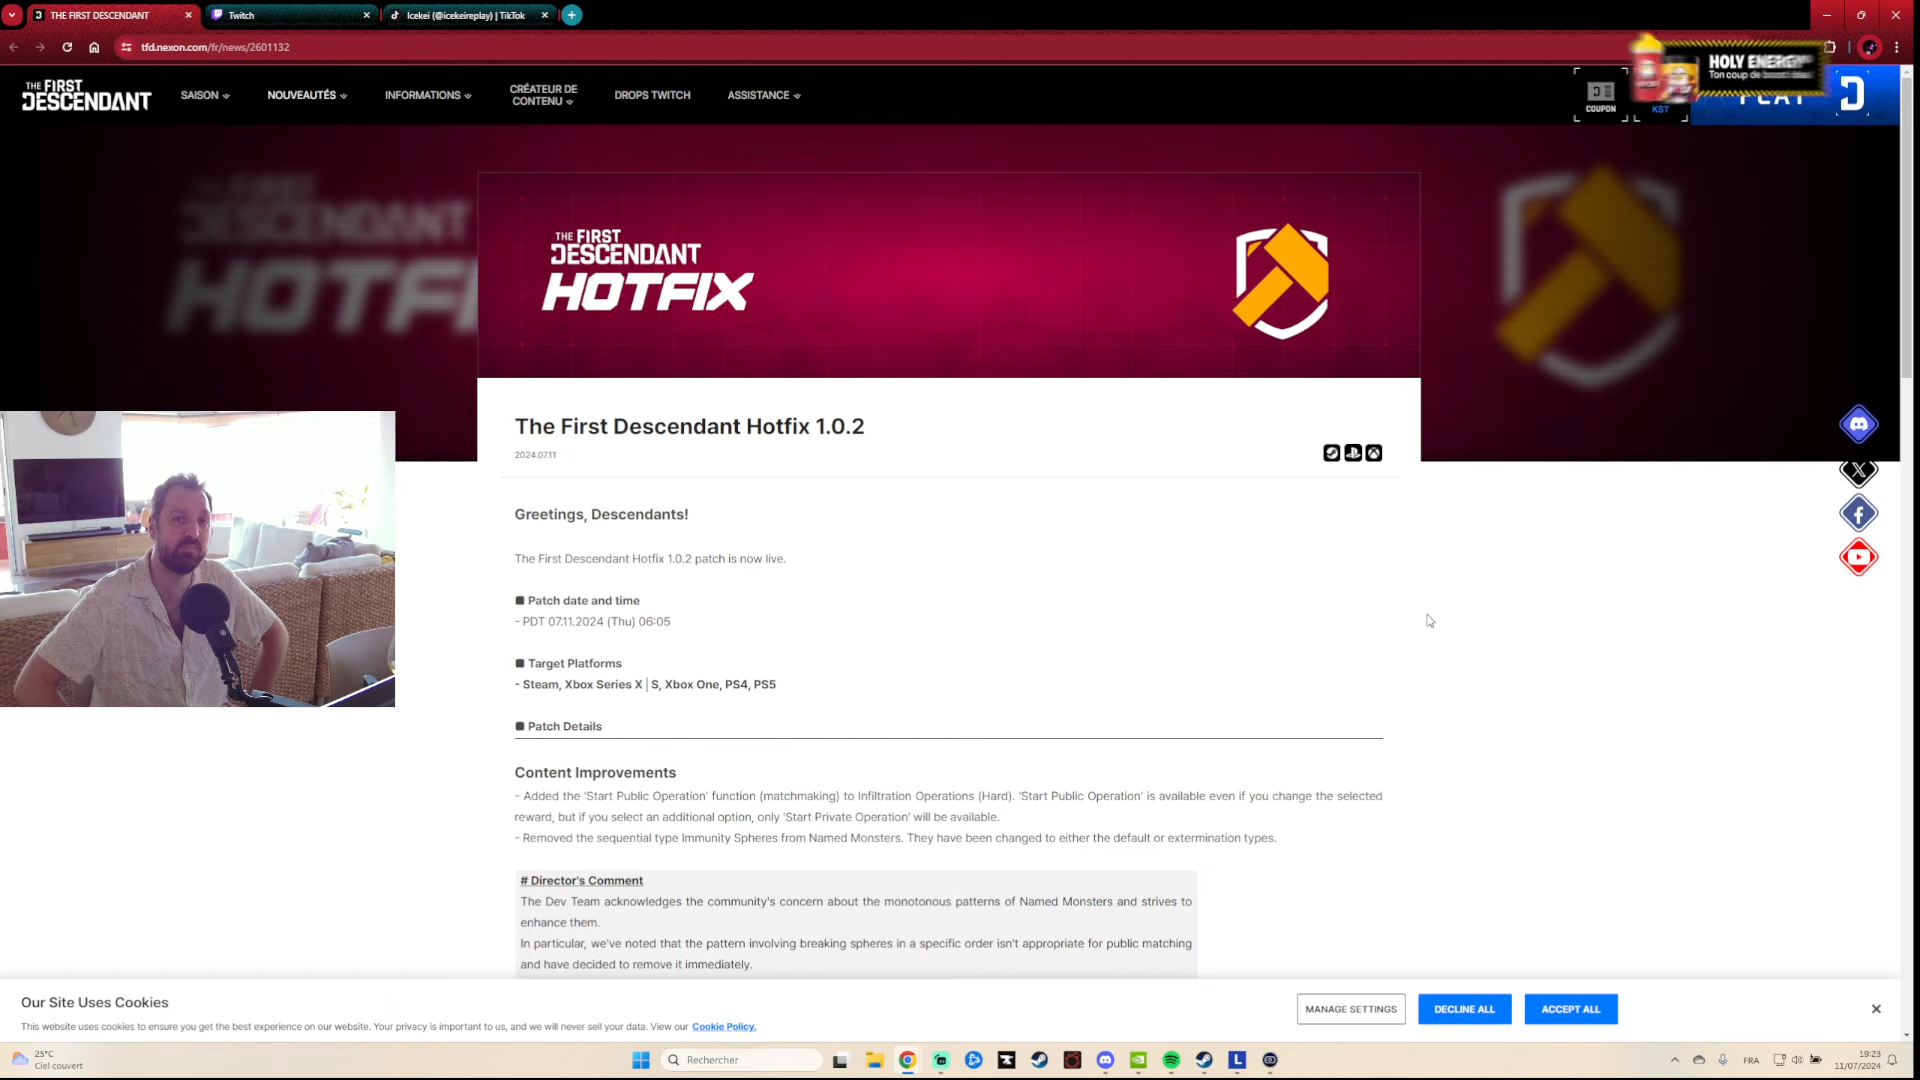 THE FIRST DESCENDANT
Twitch
Icekei (@icekeireplay) | TikTok
tfd.nexon.com/fr/news/2601132
HOLY ENERGY
Ton coup de
THE FIRST
DESCENDANT
SAISON
NOUVEAUTÉS
INFORMATIONS
CRÉATEUR DE
CONTENU
DROPS TWITCH
ASSISTANCE
COUPON
KST
PLAY
THE FIRST
DESCENDANT
HOTFIX
THE FIRST
DESCENDANT
HOTFI
The First Descendant Hotfix 1.0.2
2024.07.11
Greetings, Descendants!
The First Descendant Hotfix 1.0.2 patch is now live.
■ Patch date and time
- PDT 07.11.2024 (Thu) 06:05
■ Target Platforms
- Steam, Xbox Series X | S, Xbox One, PS4, PS5
■ Patch Details
Content Improvements
- Added the 'Start Public Operation' function (matchmaking) to Infiltration Operations (Hard). 'Start Public Operation' is available even if you change the selected
reward, but if you select an additional option, only 'Start Private Operation' will be available.
- Removed the sequential type Immunity Spheres from Named Monsters. They have been changed to either the default or extermination types.
# Director's Comment
The Dev Team acknowledges the community's concern about the monotonous patterns of Named Monsters and strives to
enhance them.
In particular, we've noted that the pattern involving breaking spheres in a specific order isn't appropriate for public matching
and have decided to remove it immediately.
Our Site Uses Cookies
This website uses cookies to ensure you get the best experience on our website. Your privacy is important to us, and we will never sell your data. View our Cookie Policy.
MANAGE SETTINGS
DECLINE ALL
ACCEPT ALL
25°C
Ciel couvert
Rechercher
FRA
19:23
11/07/2024